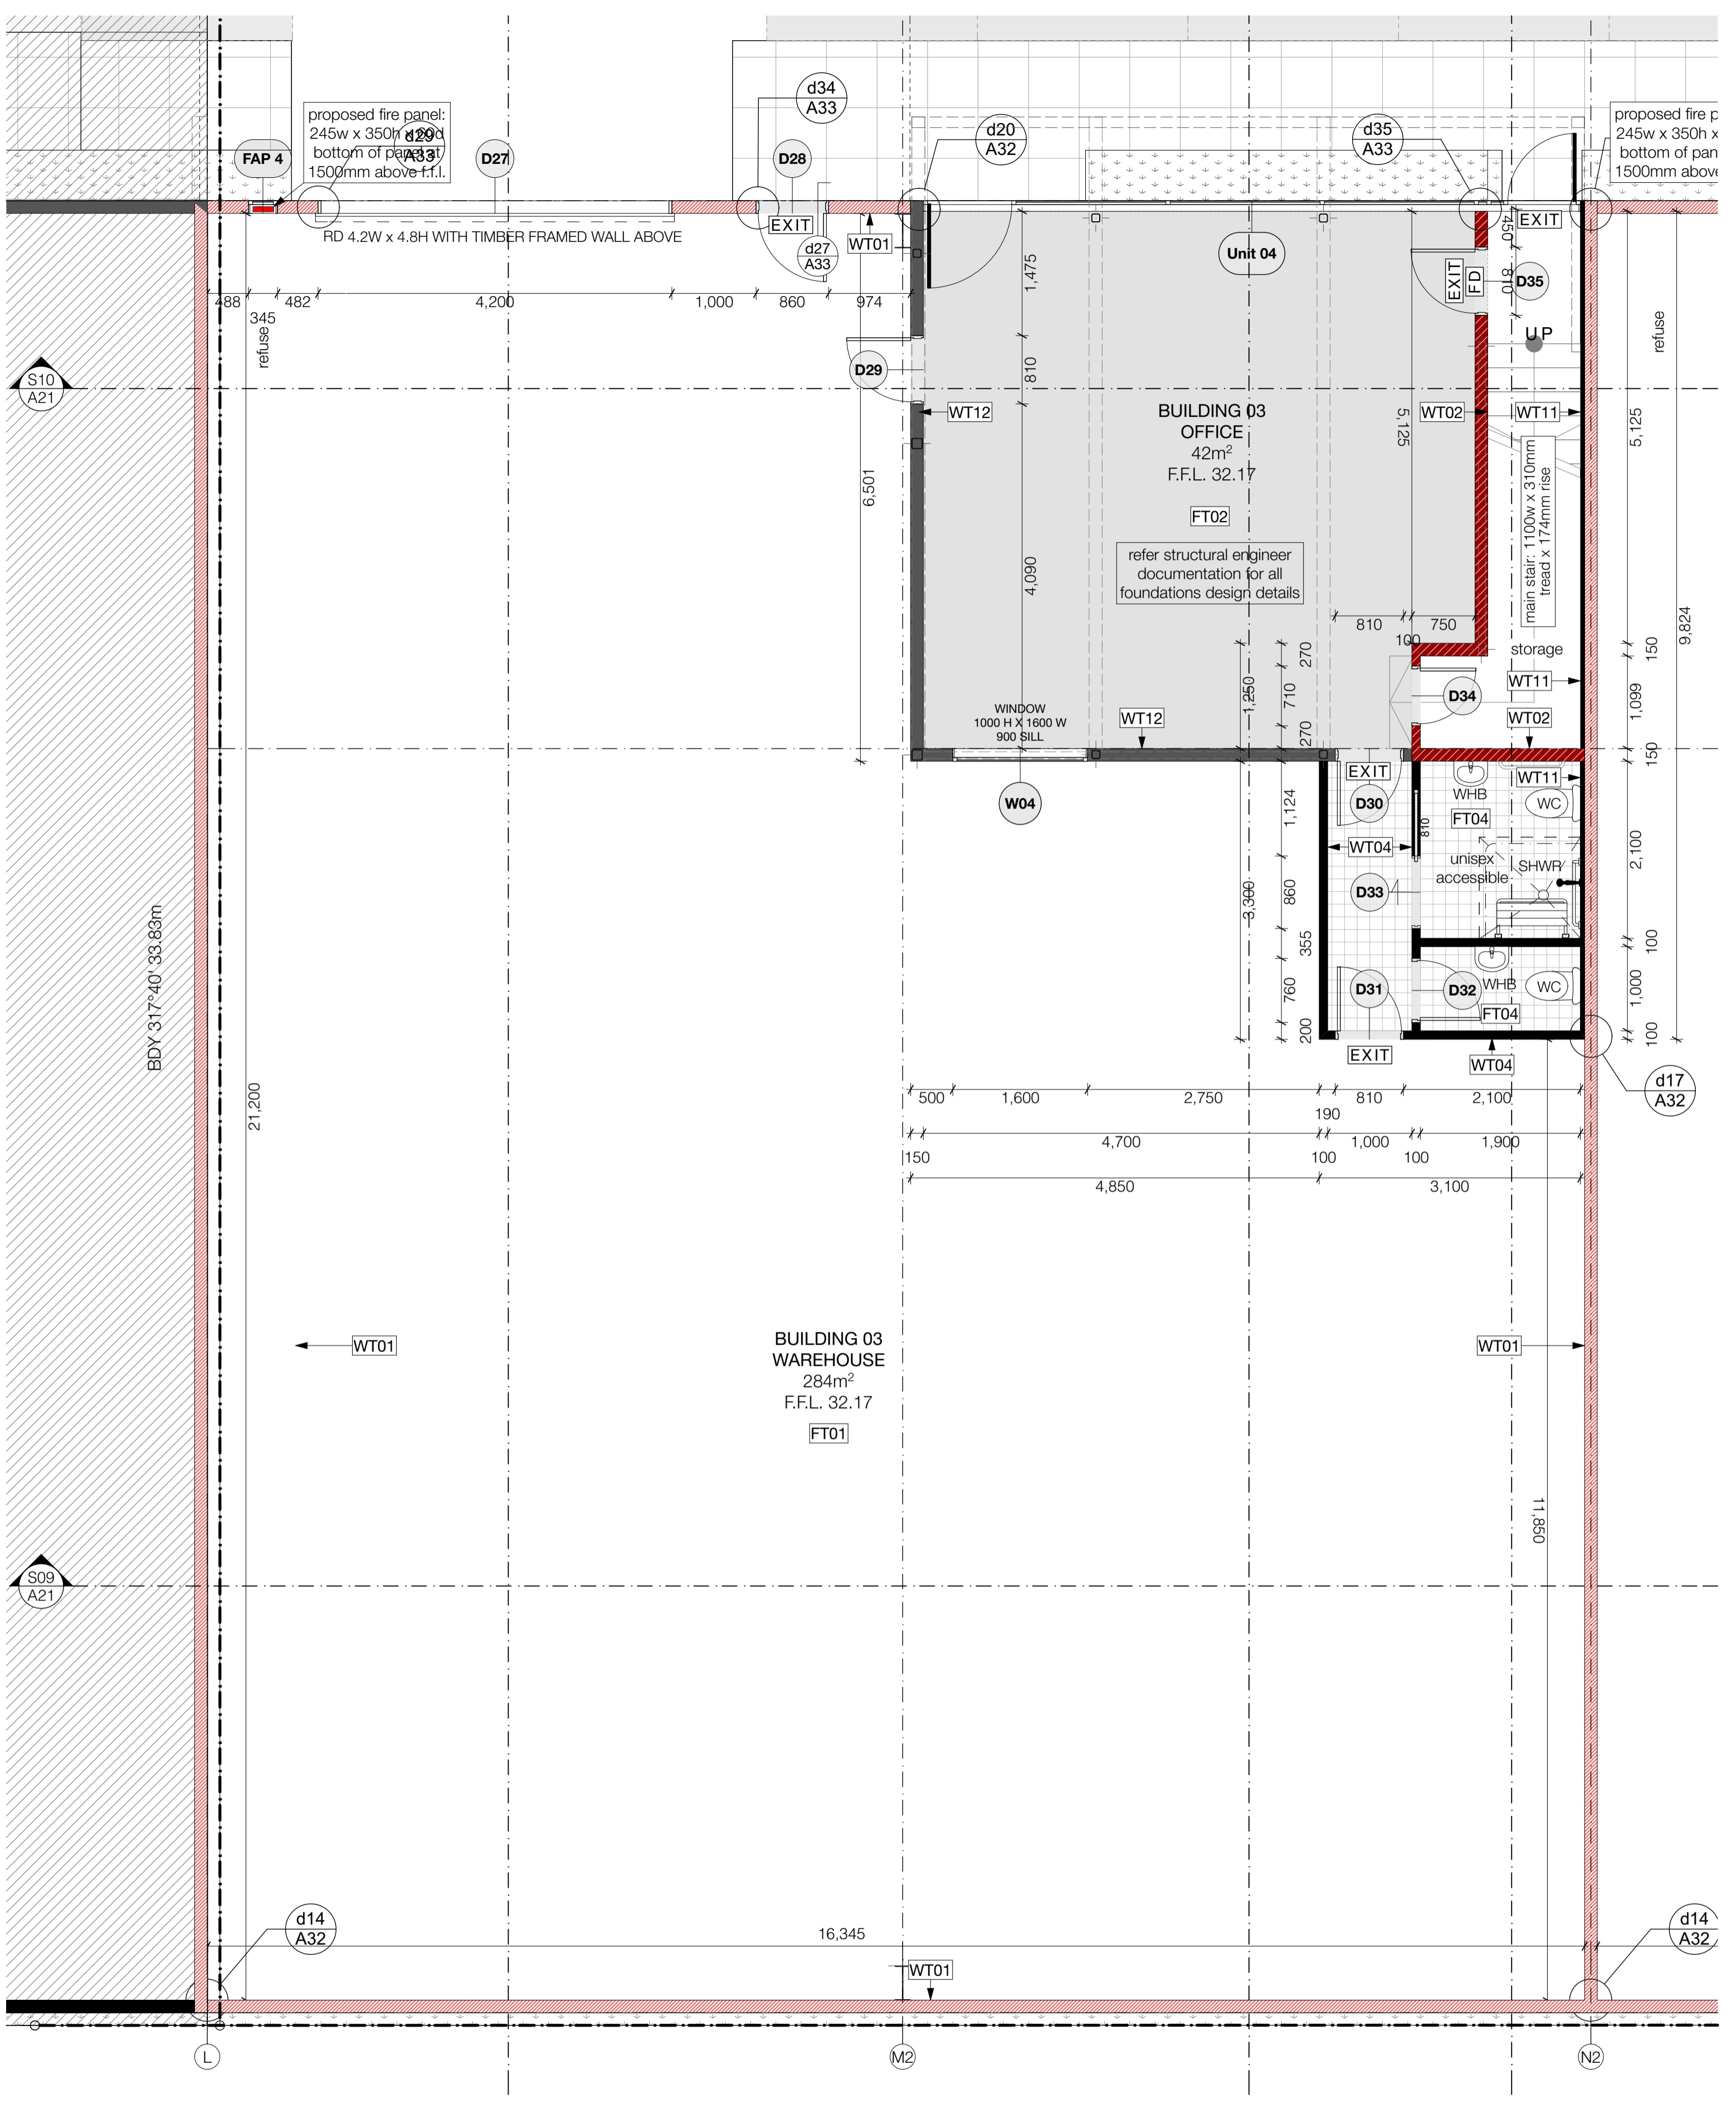 proposed fire panel:
245w x 350h x 60d
bottom of panel at
1500mm above f.f.l.
d29
A33
FAP 4
D27
d34
A33
D28
d20
A32
d35
A33
proposed fire p
245w x 350h x
bottom of pan
1500mm above
RD 4.2W x 4.8H WITH TIMBER FRAMED WALL ABOVE
EXIT
d27
A33
WT01
Unit 04
EXIT
450
810
EXIT
FD
D35
UP
488
345
482
4,200
1,000
860
974
refuse
refuse
1,475
810
4,090
D29
S10
A21
WT12
BUILDING 03
OFFICE
42m²
F.F.L. 32.17
FT02
refer structural engineer
documentation for all
foundations design details
5,125
WT02
WT11
main stair: 1100w x 310mm
tread x 174mm rise
5,125
6,501
9,824
810
750
100
storage
150
270
710
270
1,250
D34
WT11
WT02
1,099
150
WINDOW
1000 H X 1600 W
900 SILL
WT12
W04
EXIT
D30
WHB
FT04
WT11
WC
810
WT04
unisex
accessible
SHWR
D33
1,124
860
355
760
200
3,300
2,100
100
1,000
100
D31
D32
WHB
WC
FT04
EXIT
WT04
d17
A32
500
1,600
2,750
190
810
2,100
150
4,700
100
1,000
100
1,900
4,850
3,100
BDY 317°40' 33.83m
21,200
WT01
BUILDING 03
WAREHOUSE
284m²
F.F.L. 32.17
FT01
WT01
11,850
S09
A21
d14
A32
16,345
WT01
d14
A32
L
M2
N2